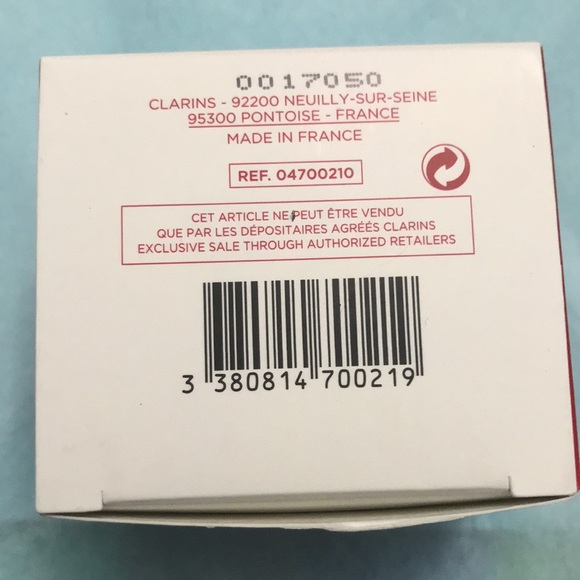 0017050
CLARINS - 92200 NEUILLY-SUR-SEINE
95300 PONTOISE - FRANCE
MADE IN FRANCE
REF. 04700210
CET ARTICLE NE PEUT ÊTRE VENDU
QUE PAR LES DÉPOSITAIRES AGRÉÉS CLARINS
EXCLUSIVE SALE THROUGH AUTHORIZED RETAILERS
3 380814 700219